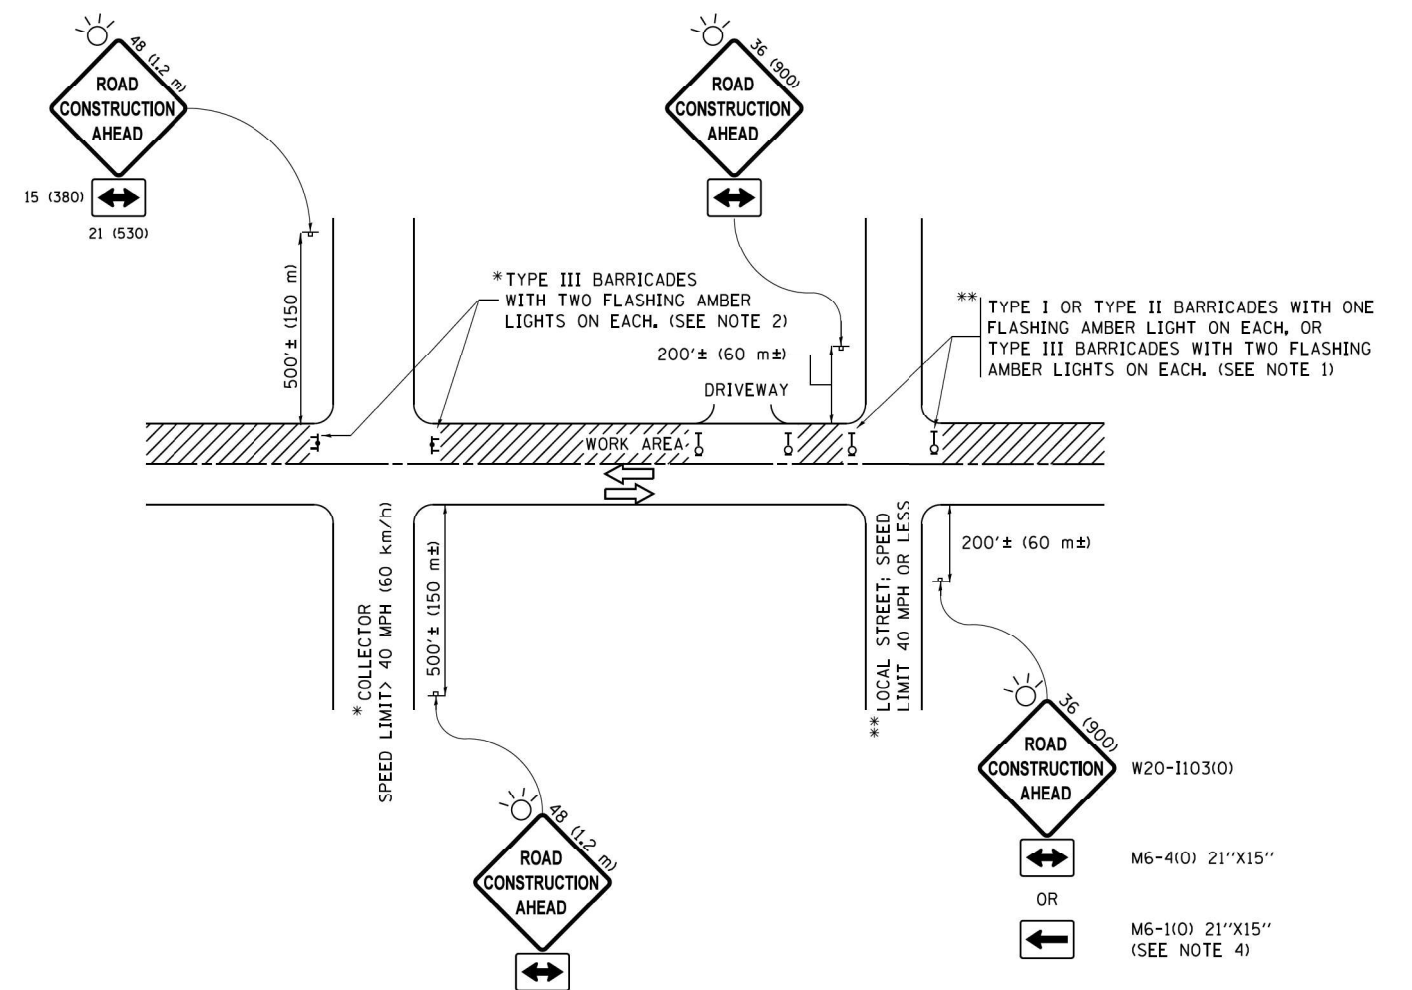 48 (1.2 m)
ROAD
CONSTRUCTION
AHEAD
15 (380)
21 (530)
36 (900)
ROAD
CONSTRUCTION
AHEAD
500'± (150 m)
*TYPE III BARRICADES
WITH TWO FLASHING AMBER
LIGHTS ON EACH. (SEE NOTE 2)
200'± (60 m±)
DRIVEWAY
** TYPE I OR TYPE II BARRICADES WITH ONE
FLASHING AMBER LIGHT ON EACH, OR
TYPE III BARRICADES WITH TWO FLASHING
AMBER LIGHTS ON EACH. (SEE NOTE 1)
WORK AREA
* COLLECTOR
SPEED LIMIT> 40 MPH (60 km/h)
500'± (150 m±)
** LOCAL STREET; SPEED
LIMIT 40 MPH OR LESS
200'± (60 m±)
48 (1.2 m)
ROAD
CONSTRUCTION
AHEAD
36 (900)
ROAD
CONSTRUCTION
AHEAD
W20-I103(0)
M6-4(0) 21''X15''
OR
M6-1(0) 21''X15''
(SEE NOTE 4)